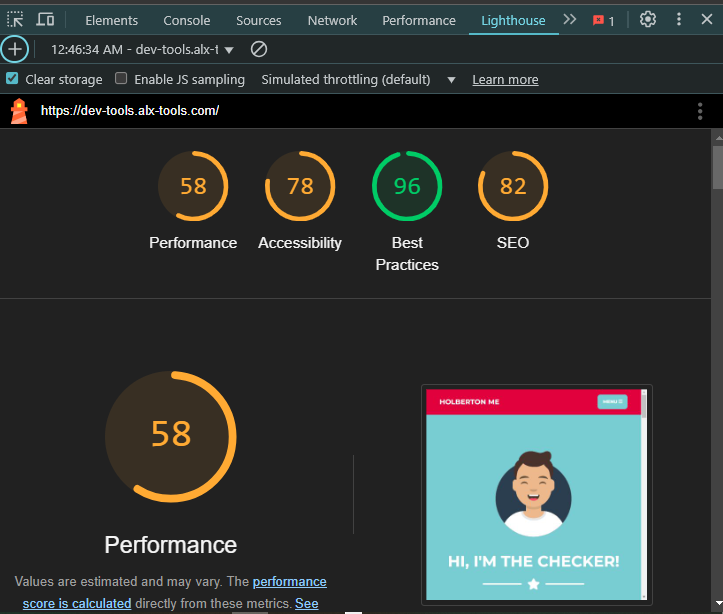 Elements Console Sources Network Performance Lighthouse 1
12:46:34 AM - dev-tools.alx-t
Clear storage Enable JS sampling Simulated throttling (default) Learn more
https://dev-tools.alx-tools.com/
58 78 96 82
Performance Accessibility Best Practices SEO
58
Performance
Values are estimated and may vary. The performance
score is calculated directly from these metrics. See
HOLBERTON ME MENU
HI, I'M THE CHECKER!